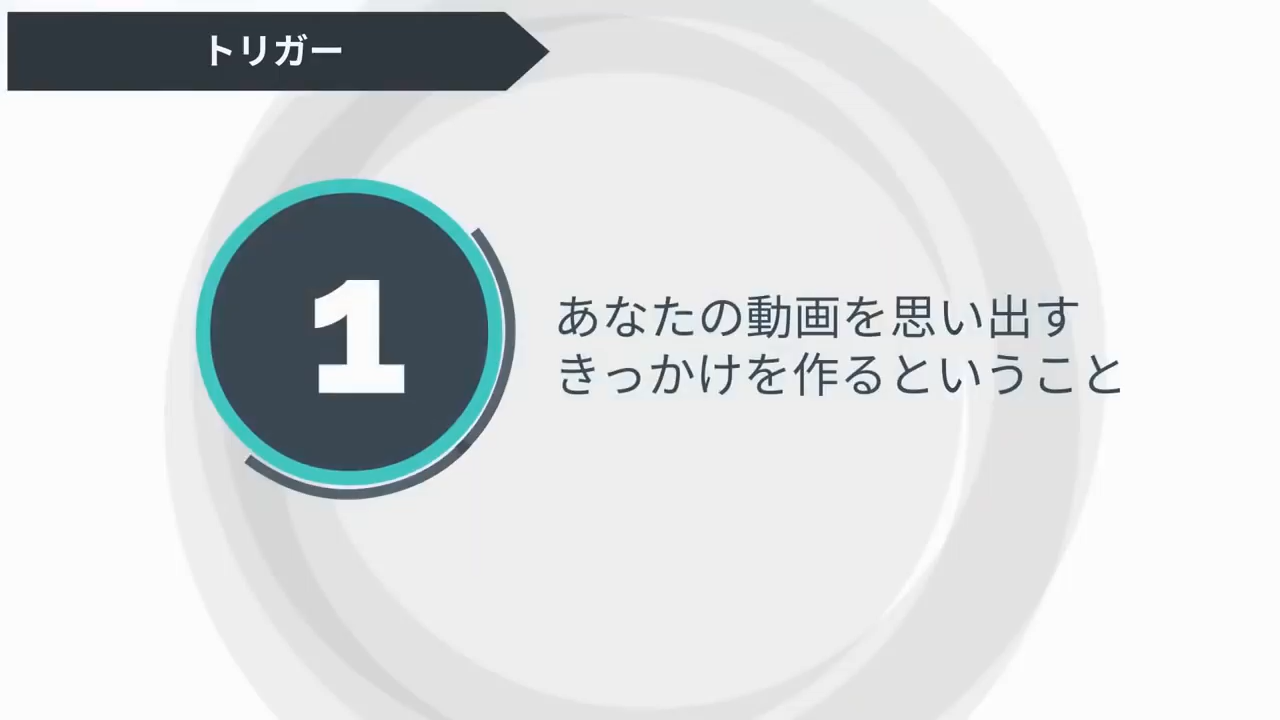 トリガー
1
あなたの動画を思い出す
きっかけを作るということ